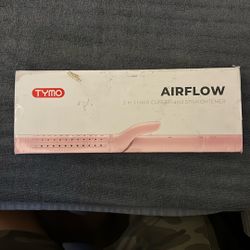 TYMO
AIRFLOW
2 IN 1 HAIR CURLER AND STRAIGHTENER